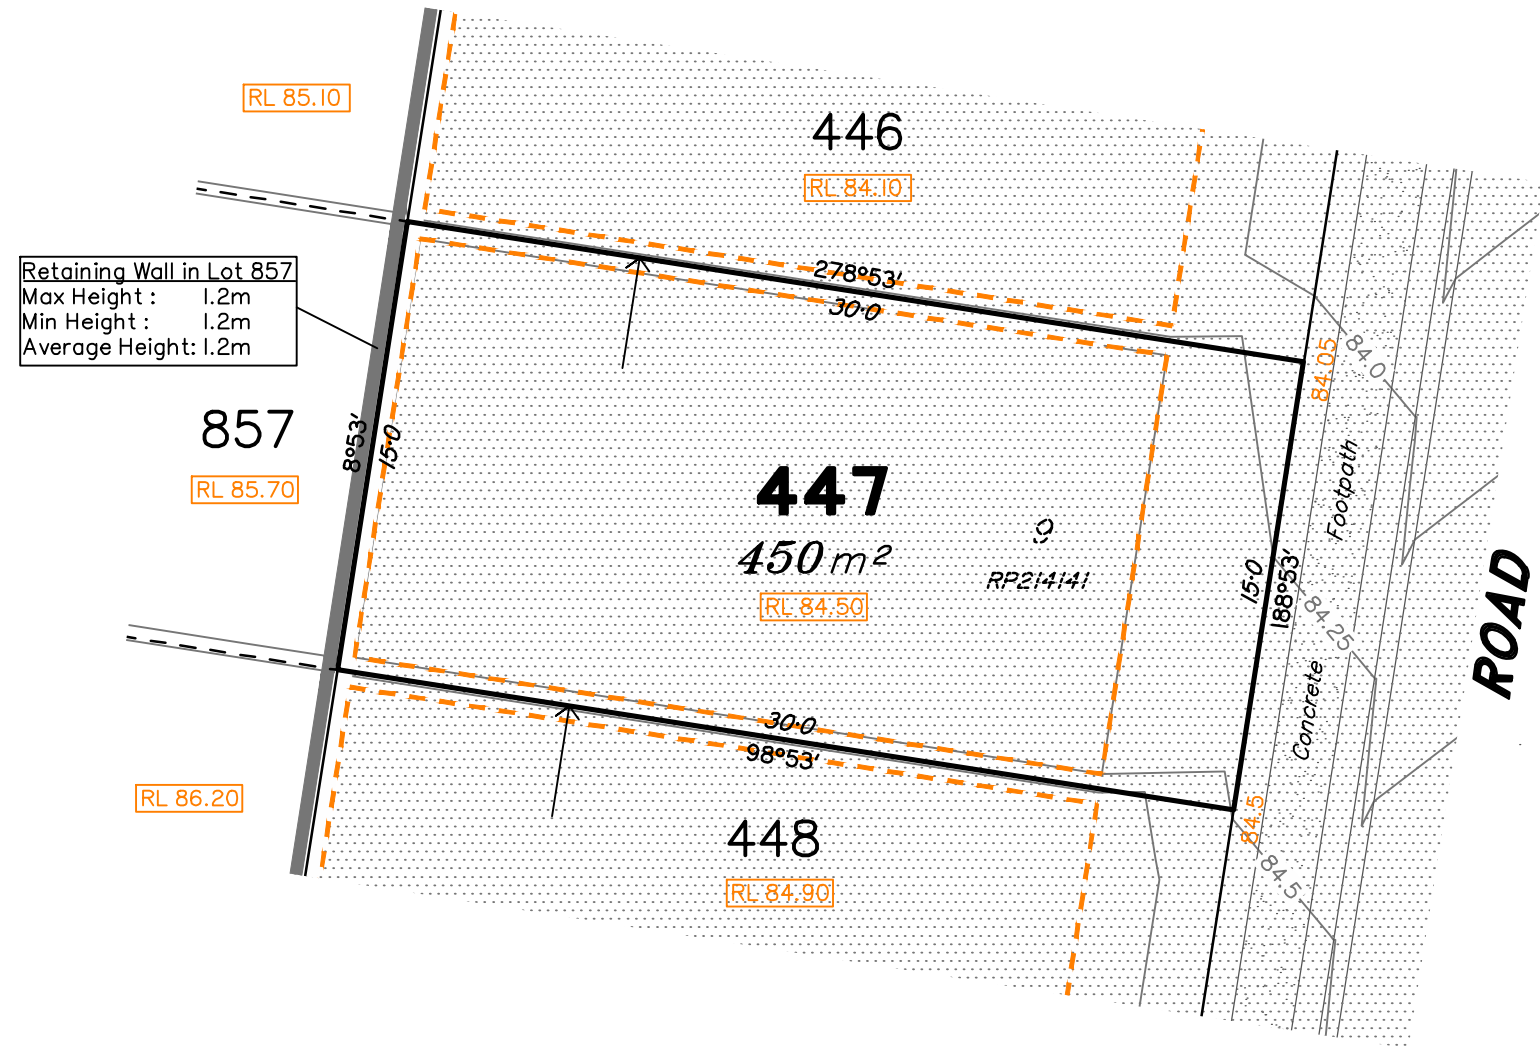 RL 85.10
446
RL 84.10
Retaining Wall in Lot 857
Max Height : 1.2m
Min Height : 1.2m
Average Height: 1.2m
278°53'
30·0
84.05
84.0
857
RL 85.70
8°53'
15·0
447
450 m²
RL 84.50
RP214141
15·0
188°53'
84.25
Footpath
Concrete
ROAD
30·0
98°53'
RL 86.20
448
RL 84.90
84.5
84.5